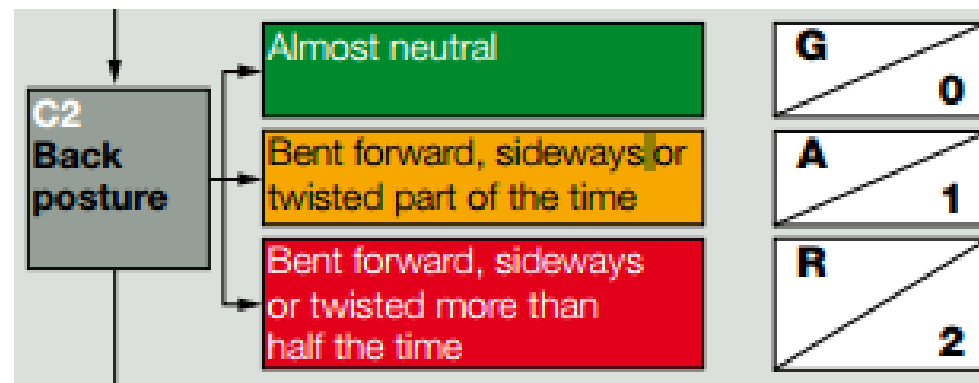 C2
Back
posture
Almost neutral
G
0
Bent forward, sideways or
twisted part of the time
A
1
Bent forward, sideways
or twisted more than
half the time
R
2